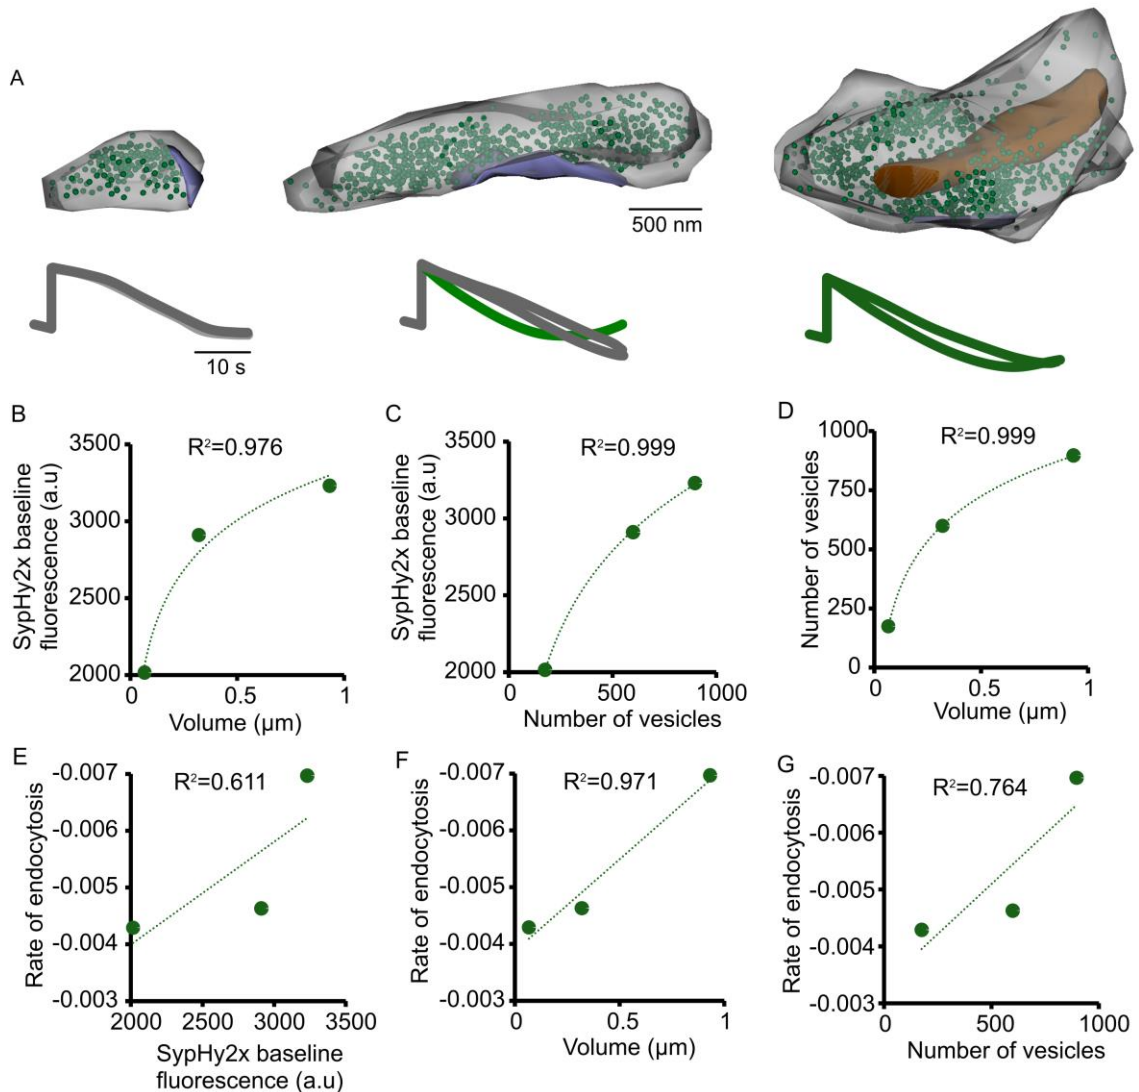 A
500 nm
10 s
B
R²=0.976
3500
3000
2500
2000
SypHy2x baseline
fluorescence (a.u)
0
0.5
1
Volume (µm)
C
R²=0.999
3500
3000
2500
2000
SypHy2x baseline
fluorescence (a.u)
0
500
1000
Number of vesicles
D
R²=0.999
1000
750
500
250
0
Number of vesicles
0
0.5
1
Volume (µm)
E
R²=0.611
-0.007
-0.006
-0.005
-0.004
-0.003
Rate of endocytosis
2000
2500
3000
3500
SypHy2x baseline
fluorescence (a.u)
F
R²=0.971
-0.007
-0.006
-0.005
-0.004
-0.003
Rate of endocytosis
0
0.5
1
Volume (µm)
G
R²=0.764
-0.007
-0.006
-0.005
-0.004
-0.003
Rate of endocytosis
0
500
1000
Number of vesicles